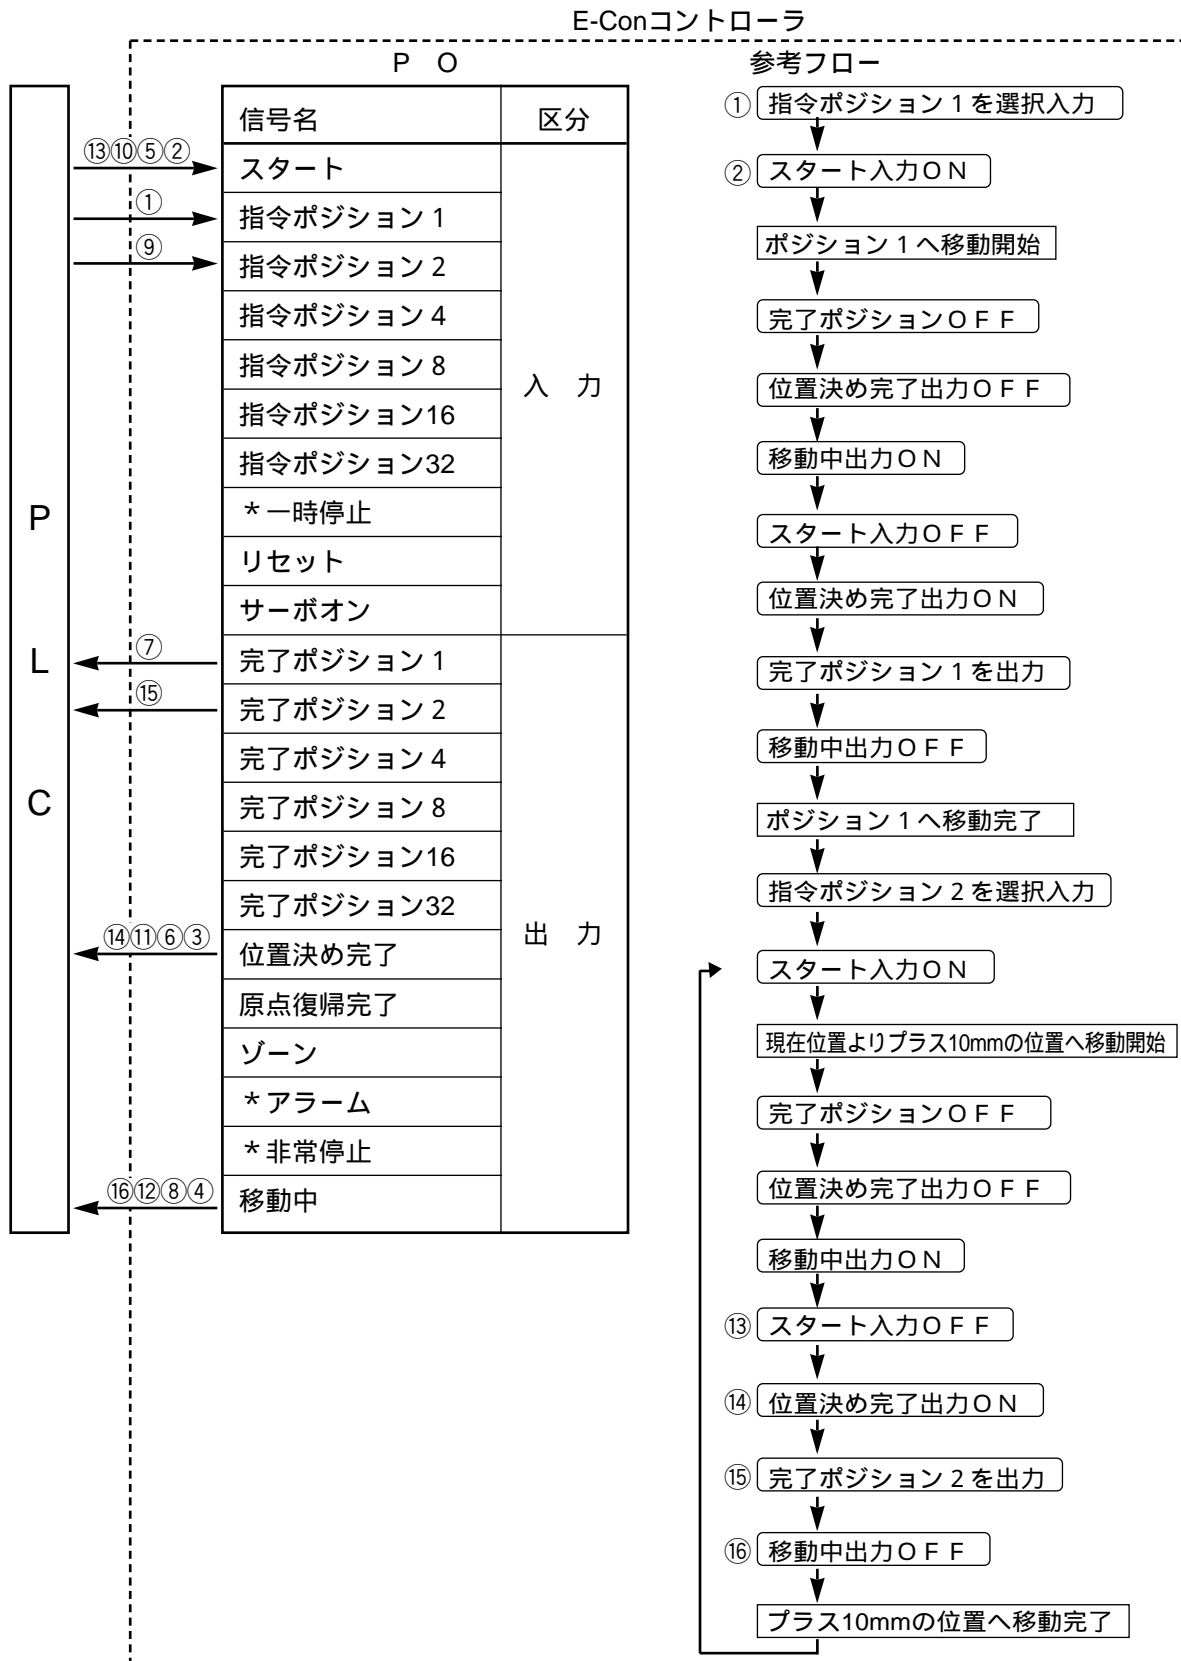 E-Conコントローラ
P O
参考フロー
信号名 区分
⑬⑩⑤② スタート
① 指令ポジション1
⑨ 指令ポジション2
指令ポジション4
指令ポジション8
指令ポジション16
指令ポジション32
*一時停止
リセット
サーボオン
入 力
⑦ 完了ポジション1
⑮ 完了ポジション2
完了ポジション4
完了ポジション8
完了ポジション16
完了ポジション32
⑭⑪⑥③ 位置決め完了
原点復帰完了
ゾーン
*アラーム
*非常停止
⑯⑫⑧④ 移動中
出 力
P
L
C
① 指令ポジション1を選択入力
② スタート入力ON
ポジション1へ移動開始
完了ポジションOFF
位置決め完了出力OFF
移動中出力ON
スタート入力OFF
位置決め完了出力ON
完了ポジション1を出力
移動中出力OFF
ポジション1へ移動完了
指令ポジション2を選択入力
スタート入力ON
現在位置よりプラス10mmの位置へ移動開始
完了ポジションOFF
位置決め完了出力OFF
移動中出力ON
⑬ スタート入力OFF
⑭ 位置決め完了出力ON
⑮ 完了ポジション2を出力
⑯ 移動中出力OFF
プラス10mmの位置へ移動完了